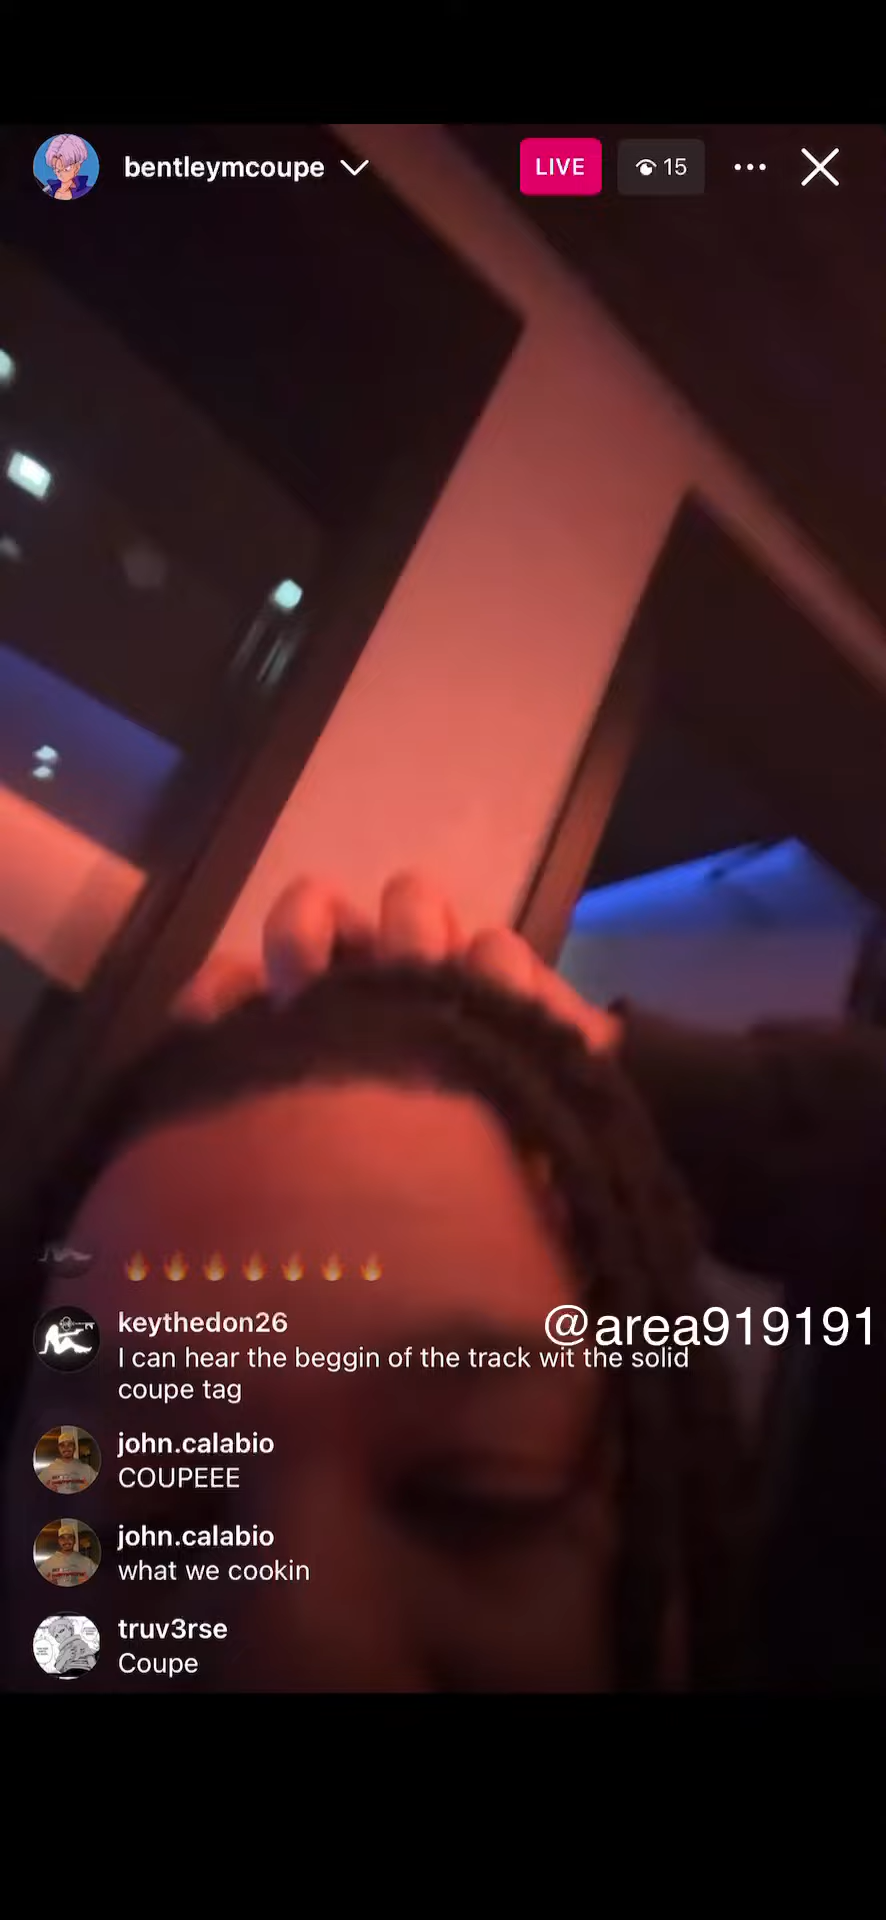 bentleymcoupe
LIVE
15
🔥🔥🔥🔥🔥🔥🔥
keythedon26
@area919191
I can hear the beggin of the track wit the solid
coupe tag
john.calabio
COUPEEE
john.calabio
what we cookin
truv3rse
Coupe